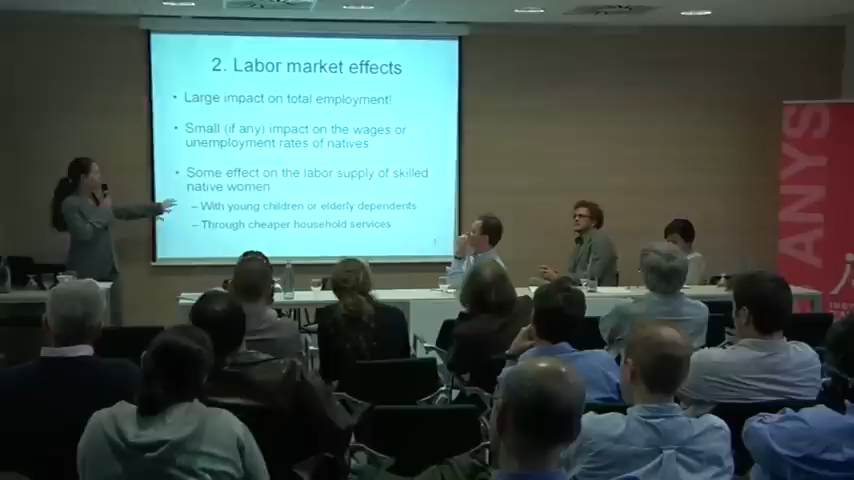 2. Labor market effects
• Large impact on total employment!
• Small (if any) impact on the wages or
unemployment rates of natives
• Some effect on the labor supply of skilled
native women
– With young children or elderly dependents
– Through cheaper household services
ANYS
INST